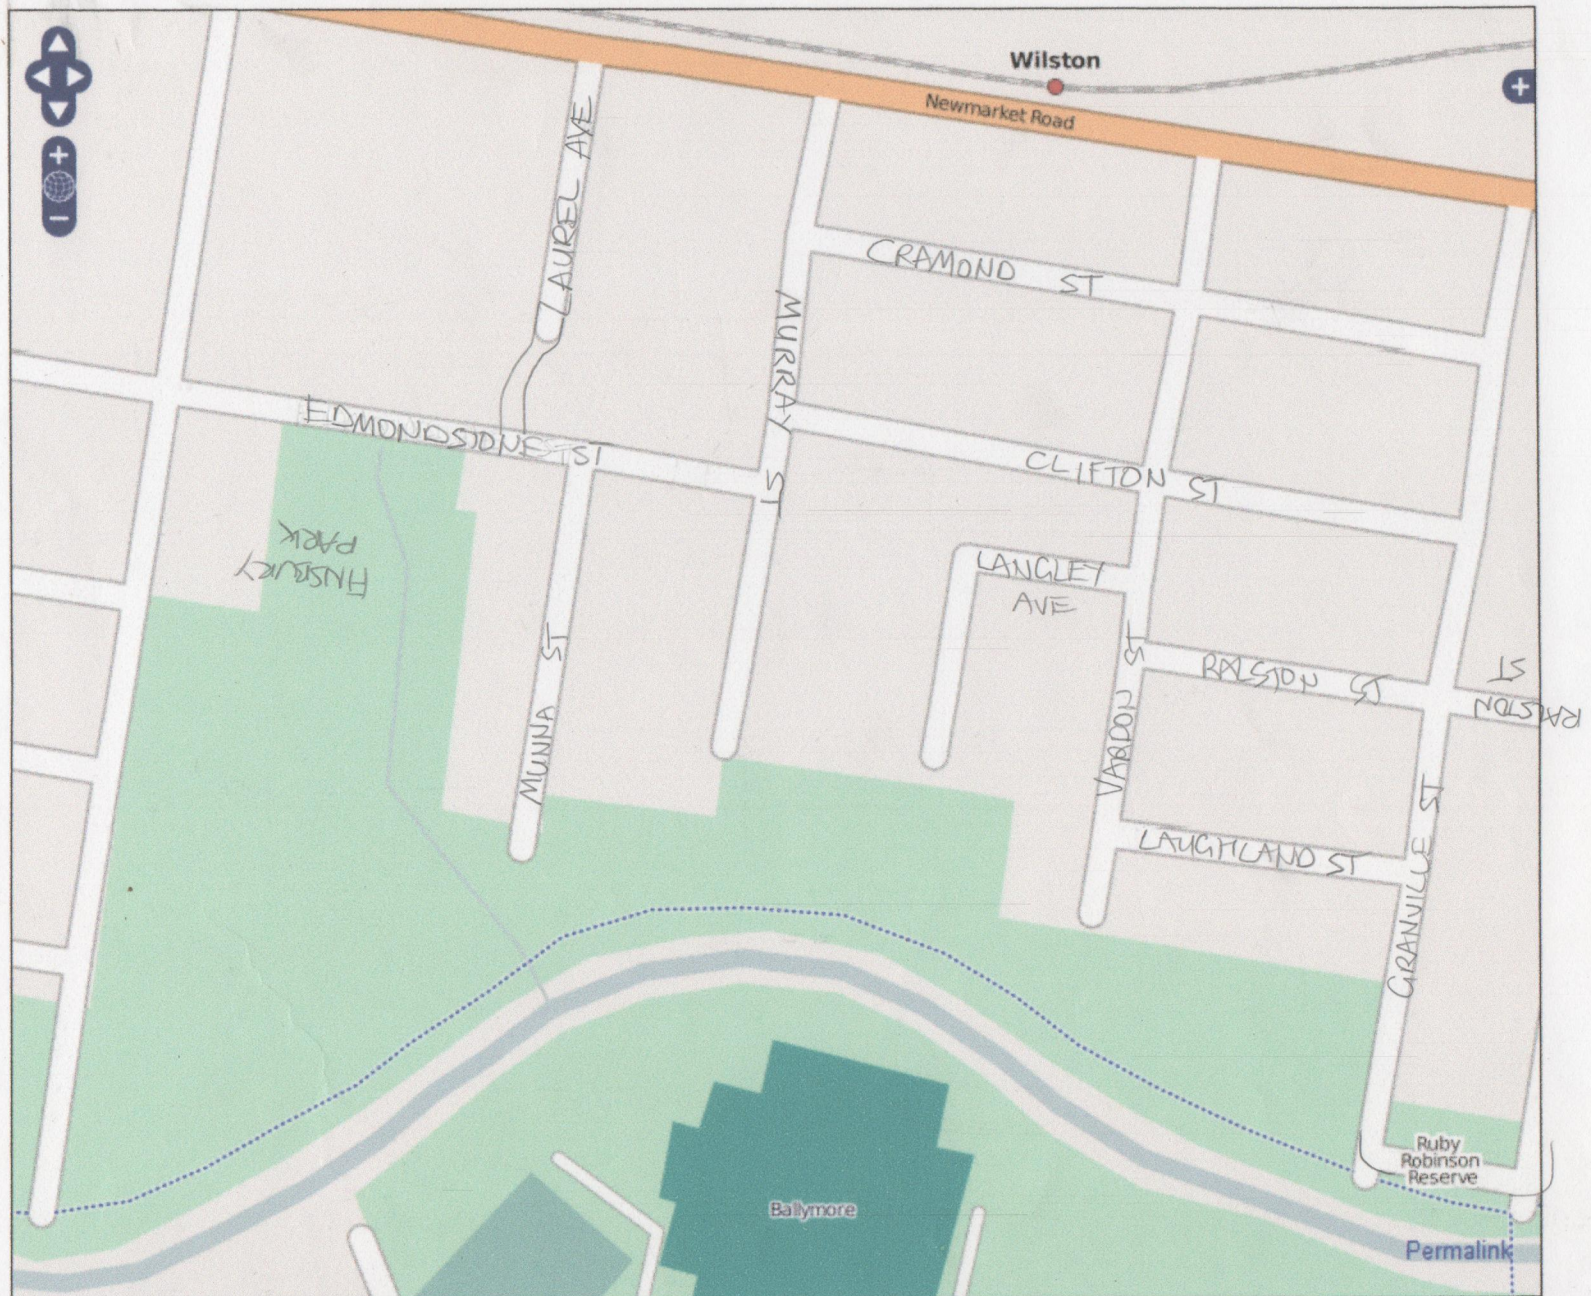 Wilston
Newmarket Road
LAUREL AVE
CRAMOND ST
MURRAY ST
EDMONDSTONE ST
CLIFTON ST
FINSBURY
PARK
LANGLEY
AVE
MUNNA ST
VARDON ST
RALSTON ST
RALSTON
ST
LAUGHLAND ST
GRANVILLE ST
Ruby
Robinson
Reserve
Ballymore
Permalink